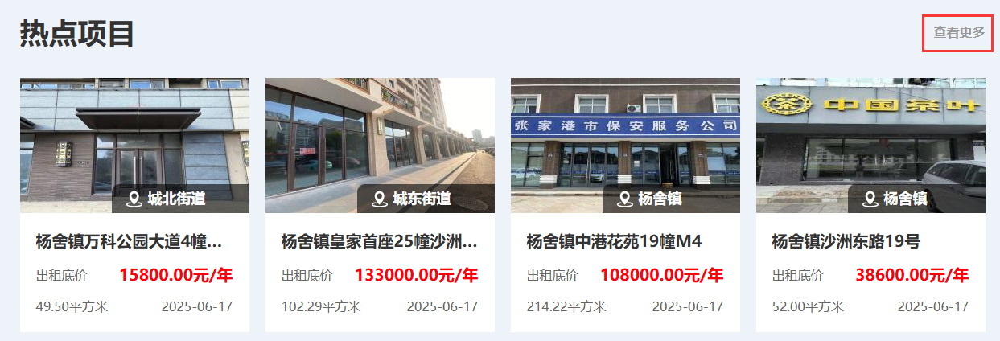 热点项目
查看更多
张家港市保安服务公司
中国茶叶
城北街道
城东街道
杨舍镇
杨舍镇
杨舍镇万科公园大道4幢...
杨舍镇皇家首座25幢沙洲...
杨舍镇中港花苑19幢M4
杨舍镇沙洲东路19号
出租底价 15800.00元/年
出租底价 133000.00元/年
出租底价 108000.00元/年
出租底价 38600.00元/年
49.50平方米 2025-06-17
102.29平方米 2025-06-17
214.22平方米 2025-06-17
52.00平方米 2025-06-17